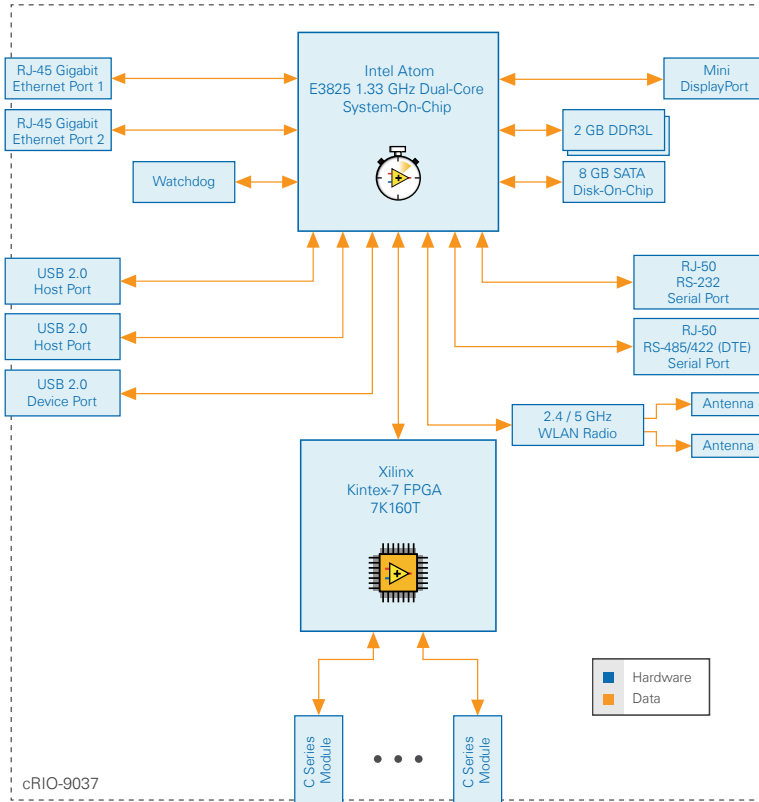 RJ-45 Gigabit
Ethernet Port 1
RJ-45 Gigabit
Ethernet Port 2
Watchdog
Intel Atom
E3825 1.33 GHz Dual-Core
System-On-Chip
Mini
DisplayPort
2 GB DDR3L
8 GB SATA
Disk-On-Chip
USB 2.0
Host Port
USB 2.0
Host Port
USB 2.0
Device Port
RJ-50
RS-232
Serial Port
RJ-50
RS-485/422 (DTE)
Serial Port
2.4 / 5 GHz
WLAN Radio
Antenna
Antenna
Xilinx
Kintex-7 FPGA
7K160T
C Series
Module
C Series
Module
Hardware
Data
cRIO-9037